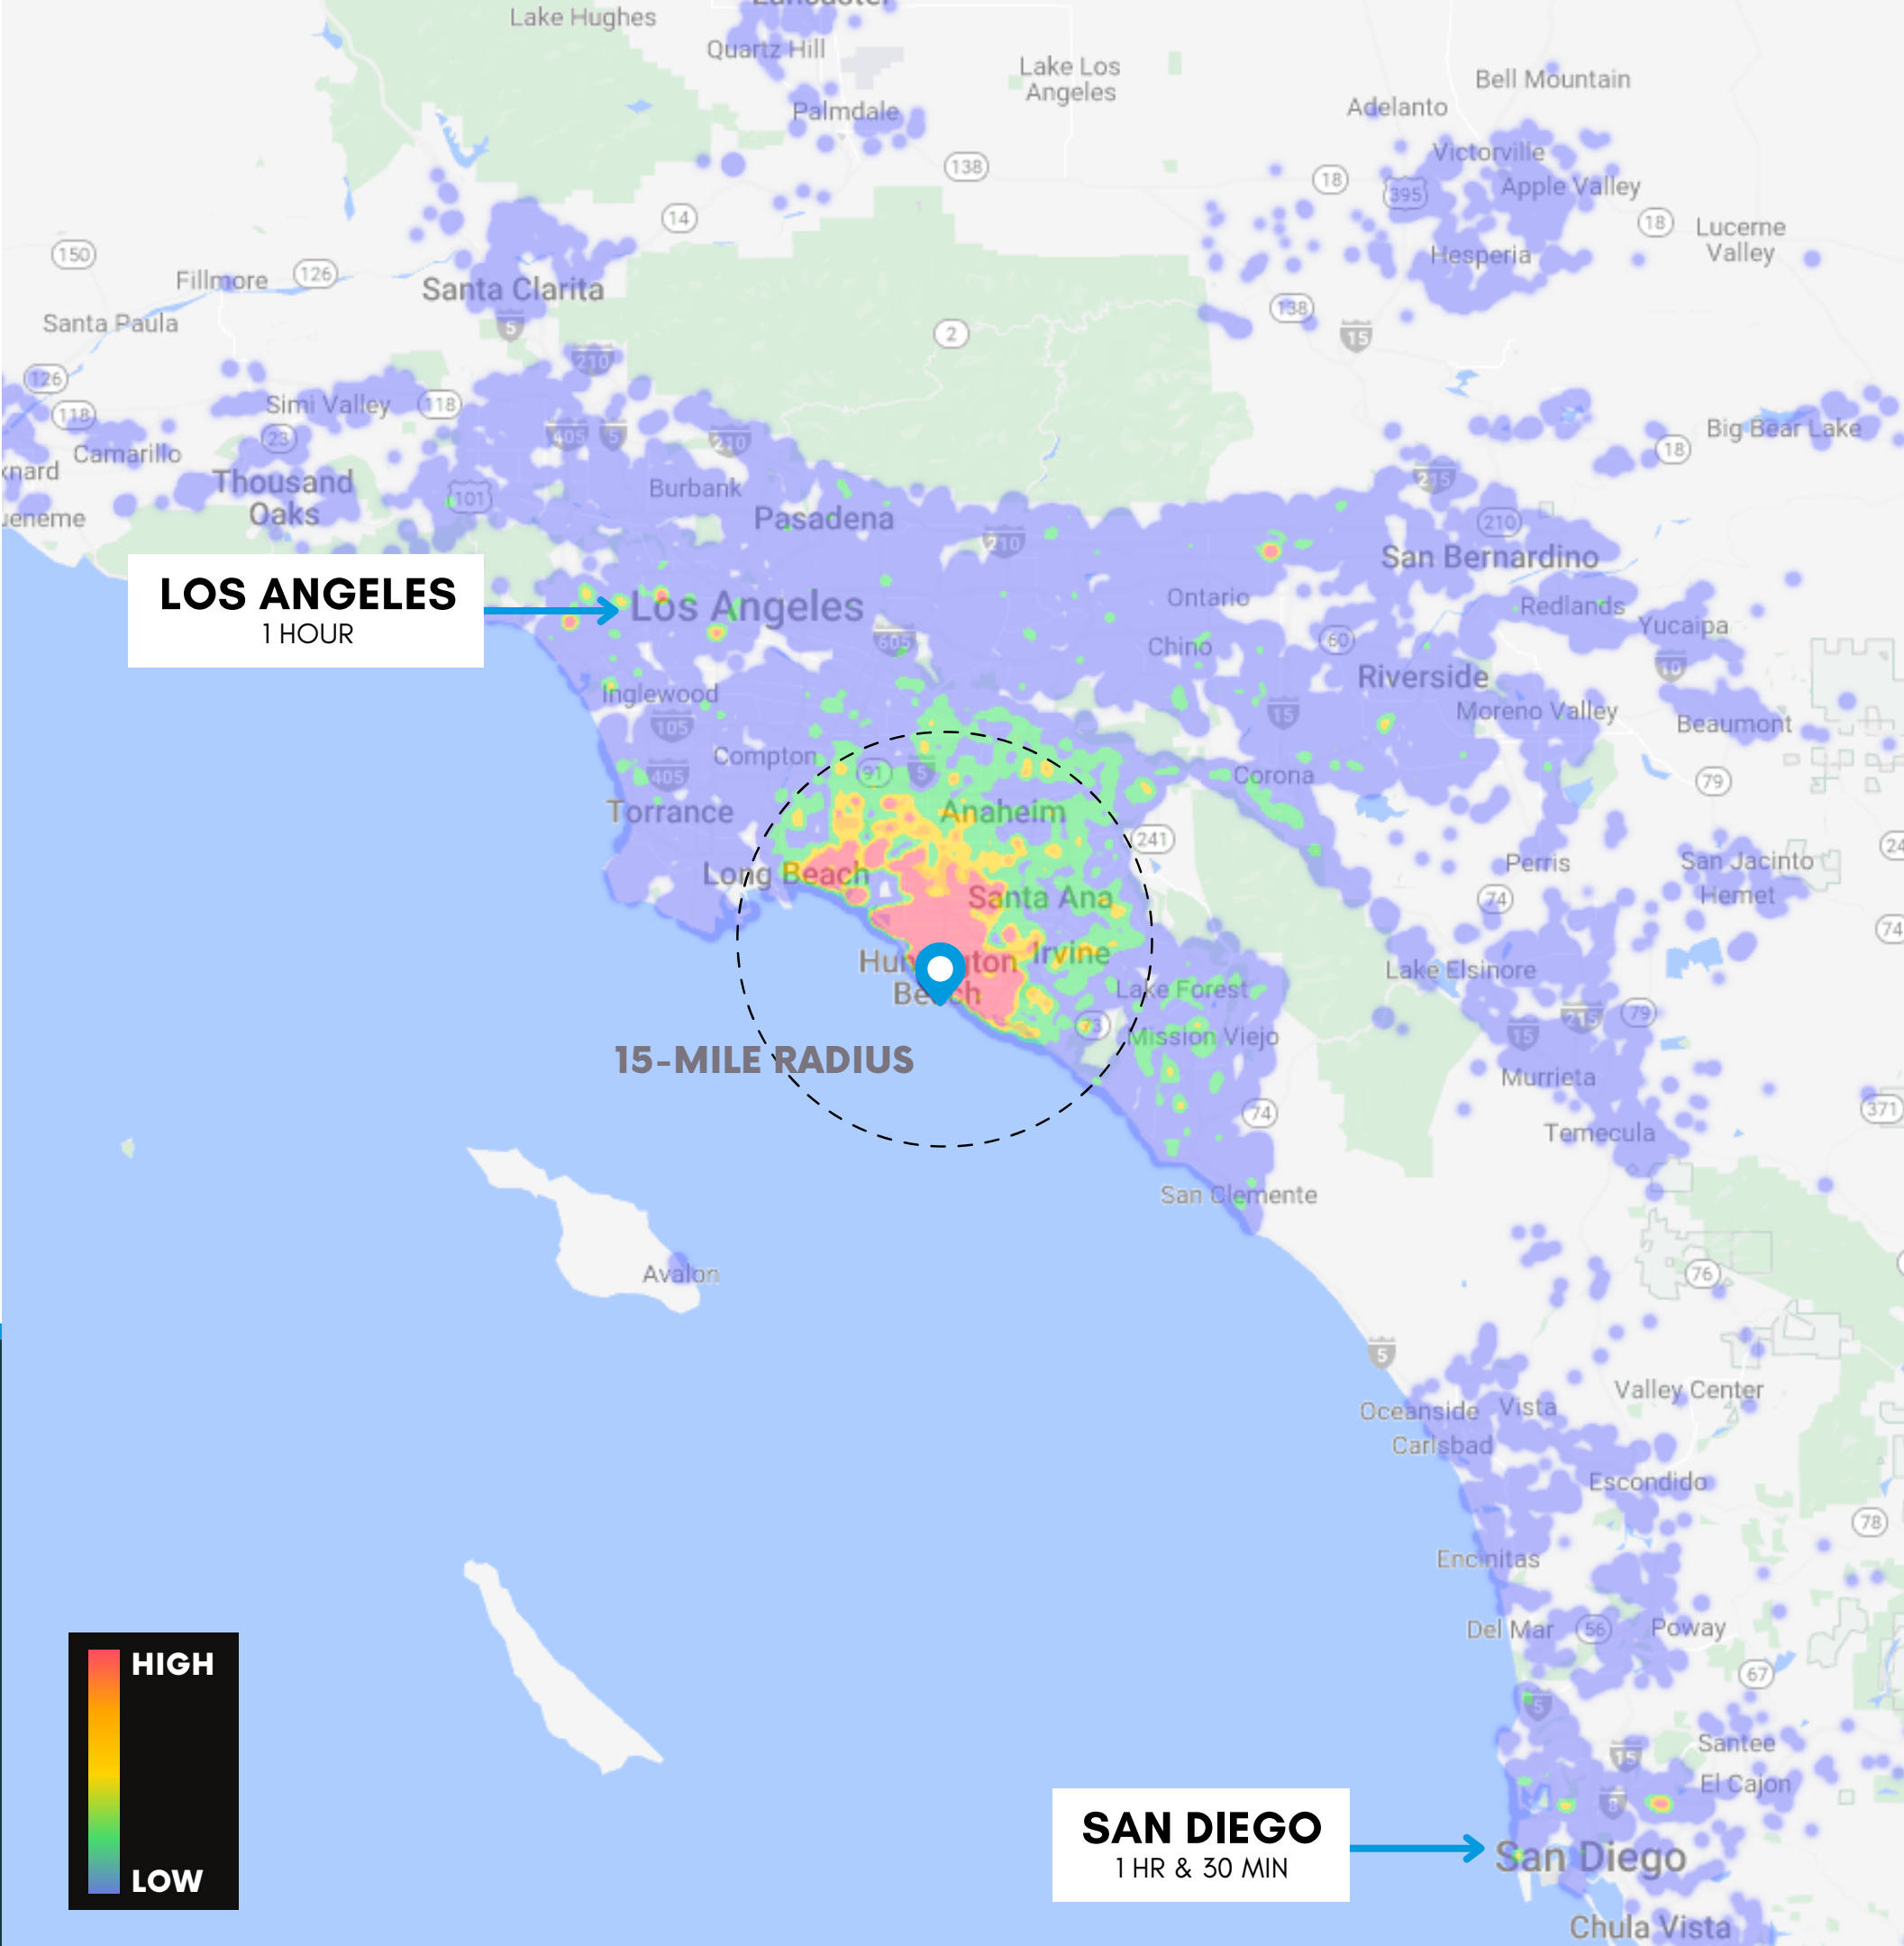 Lancaster
Lake Hughes
Quartz Hill
Lake Los
Angeles
Bell Mountain
Adelanto
Palmdale
Victorville
138
18
395
Apple Valley
14
18
Lucerne
Valley
150
Fillmore
126
Santa Clarita
Hesperia
138
Santa Paula
5
2
15
210
126
118
Simi Valley
118
23
405
5
210
Big Bear Lake
Camarillo
18
xnard
Thousand
Oaks
101
Burbank
215
ueneme
Pasadena
210
210
San Bernardino
LOS ANGELES
1 HOUR
Los Angeles
Ontario
Redlands
605
Chino
60
Yucaipa
10
Inglewood
Riverside
105
15
Moreno Valley
Beaumont
Compton
405
91
5
Corona
79
Torrance
Anaheim
241
24
Long Beach
Perris
San Jacinto
Santa Ana
74
Hemet
74
Irvine
Huntington
Beach
Lake Elsinore
Lake Forest
73
Mission Viejo
15
215
79
15-MILE RADIUS
Murrieta
74
371
Temecula
San Clemente
Avalon
76
5
Valley Center
Oceanside
Vista
Carlsbad
Escondido
78
Encinitas
Del Mar
56
Poway
HIGH
67
5
Santee
15
El Cajon
8
SAN DIEGO
1 HR & 30 MIN
San Diego
LOW
Chula Vista